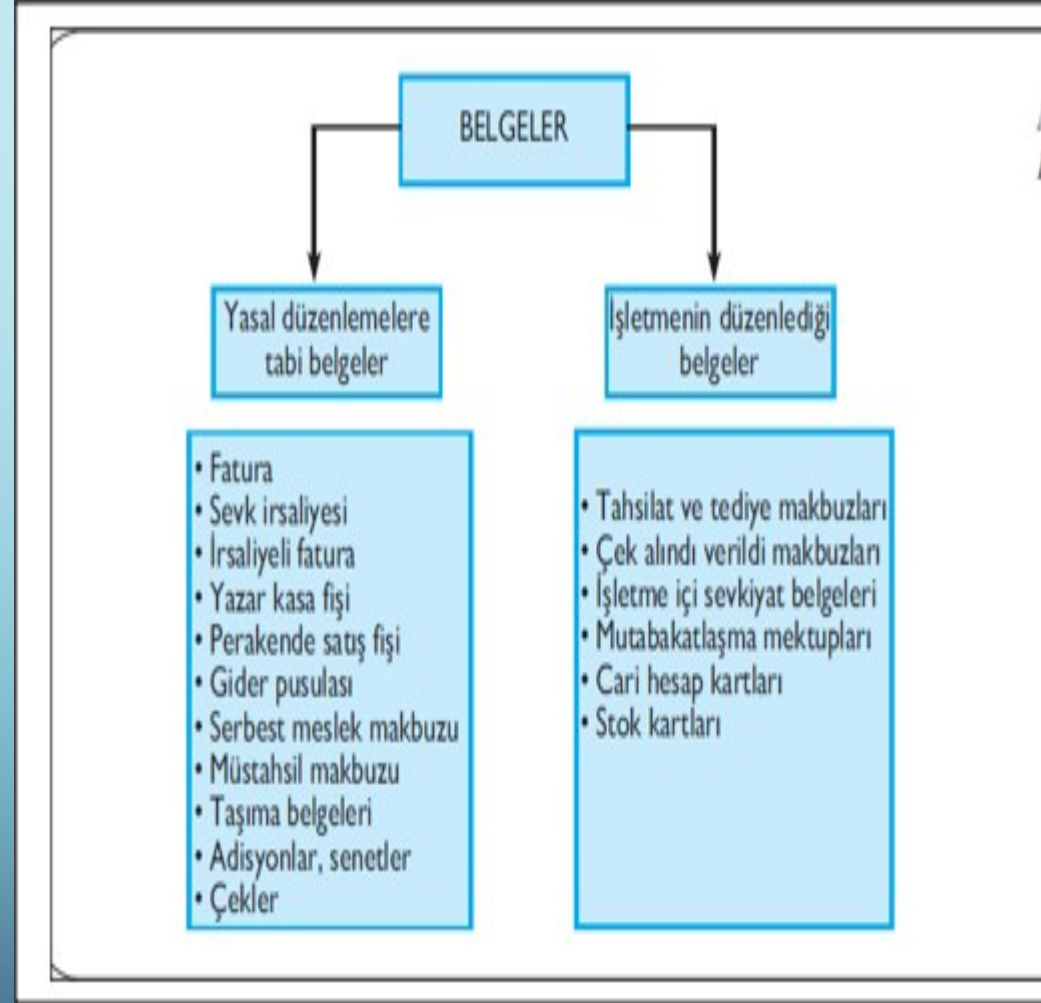 BELGELER
Yasal düzenlemelere
tabi belgeler
• Fatura
• Sevk irsaliyesi
• İrsaliyeli fatura
• Yazar kasa fişi
• Perakende satış fişi
• Gider pusulası
• Serbest meslek makbuzu
• Müstahsil makbuzu
• Taşıma belgeleri
• Adisyonlar, senetler
• Çekler
İşletmenin düzenlediği
belgeler
• Tahsilat ve tediye makbuzları
• Çek alındı verildi makbuzları
• İşletme içi sevkiyat belgeleri
• Mutabakatlaşma mektupları
• Cari hesap kartları
• Stok kartları